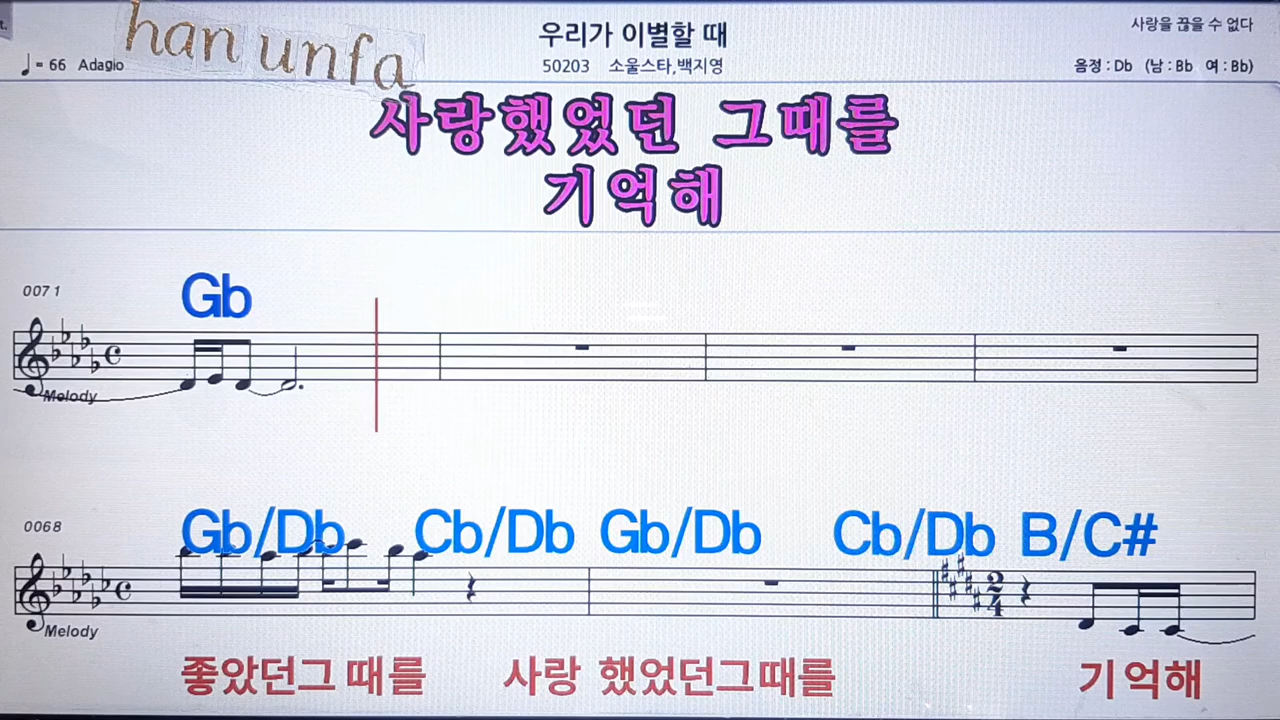 han unfa
우리가 이별할 때
사랑을 끊을 수 없다
= 66 Adagio
50203 소울스타,백지영
음정 : Db (남 : Bb 여 : Bb)
사랑했었던 그때를
기억해
0071
Gb
Melody
0068
Gb/Db Cb/Db Gb/Db Cb/Db B/C#
2
4
Melody
좋았던그 때를 사랑 했었던그때를 기억해